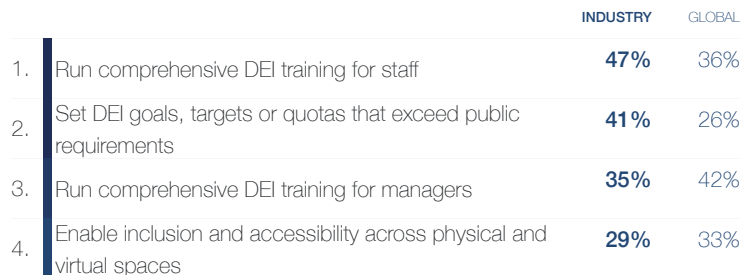 INDUSTRY GLOBAL
1. Run comprehensive DEI training for staff 47% 36%
2. Set DEI goals, targets or quotas that exceed public
requirements 41% 26%
3. Run comprehensive DEI training for managers 35% 42%
4. Enable inclusion and accessibility across physical and
virtual spaces 29% 33%